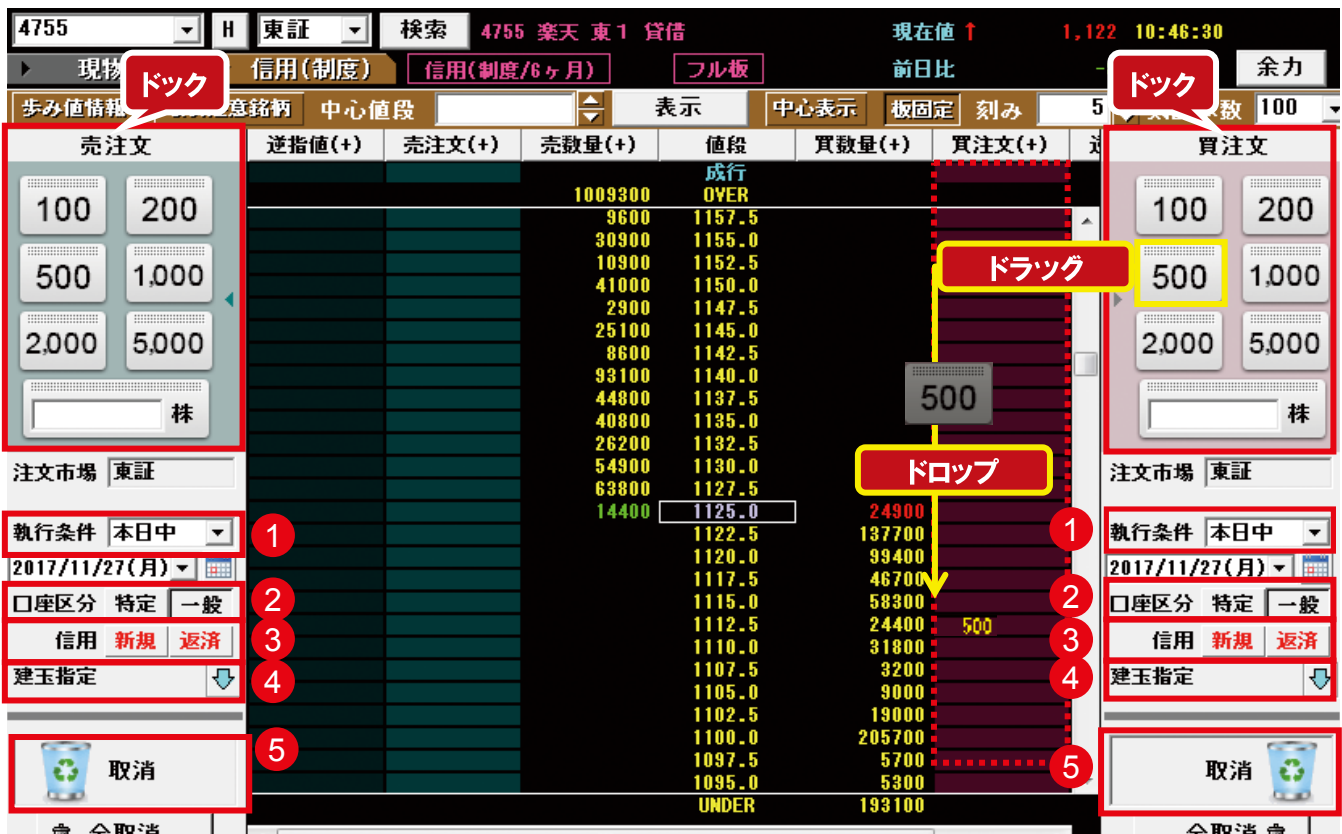 4755 H 東証 検索 4755 楽天 東1 貸借 現在値 ↑ 1,122 10:46:30
現物 信用(制度) 信用(制度/6ヶ月) フル板 前日比 - 余力
ドック
ドック
歩み値情報 意銘柄 中心値段 表示 中心表示 板固定 刻み 5 数 100
売注文 逆指値(+) 売注文(+) 売数量(+) 値段 買数量(+) 買注文(+) 逆 買注文
成行
1009300 OVER
9600 1157.5
30900 1155.0
10900 1152.5
41000 1150.0
2900 1147.5
25100 1145.0
8600 1142.5
93100 1140.0
44800 1137.5
40800 1135.0
26200 1132.5
54900 1130.0
63800 1127.5
14400 1125.0 24900
1122.5 137700
1120.0 99400
1117.5 46700
1115.0 58300
1112.5 24400 500
1110.0 31800
1107.5 3200
1105.0 9000
1102.5 19000
1100.0 205700
1097.5 5700
1095.0 5300
UNDER 193100
100 200
500 1,000
2,000 5,000
株
注文市場 東証
執行条件 本日中 1
2017/11/27(月)
口座区分 特定 一般 2
信用 新規 返済 3
建玉指定 4
取消 5
全取消
ドラッグ
500
ドロップ
100 200
500 1,000
2,000 5,000
株
注文市場 東証
1 執行条件 本日中
2017/11/27(月)
2 口座区分 特定 一般
3 信用 新規 返済
4 建玉指定
5 取消
全取消